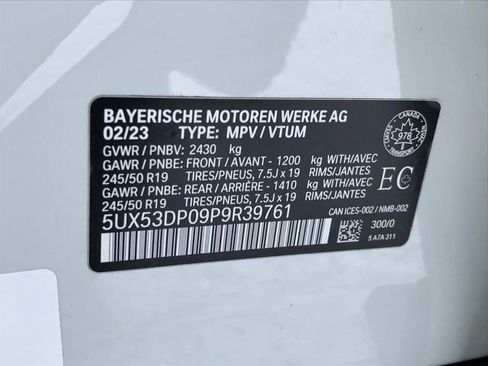 BAYERISCHE MOTOREN WERKE AG
02/23 TYPE: MPV / VTUM
GVWR / PNBV: 2430 kg
GAWR / PNBE: FRONT / AVANT - 1200 kg WITH/AVEC
245/50 R19 TIRES/PNEUS, 7.5J x 19 RIMS/JANTES
GAWR / PNBE: REAR / ARRIÈRE - 1410 kg WITH/AVEC
245/50 R19 TIRES/PNEUS, 7.5J x 19 RIMS/JANTES
5UX53DP09P9R39761
CANADA
978
TRANSPORT
EC
CAN ICES-002 / NMB-002
300/0
5 A7A 311